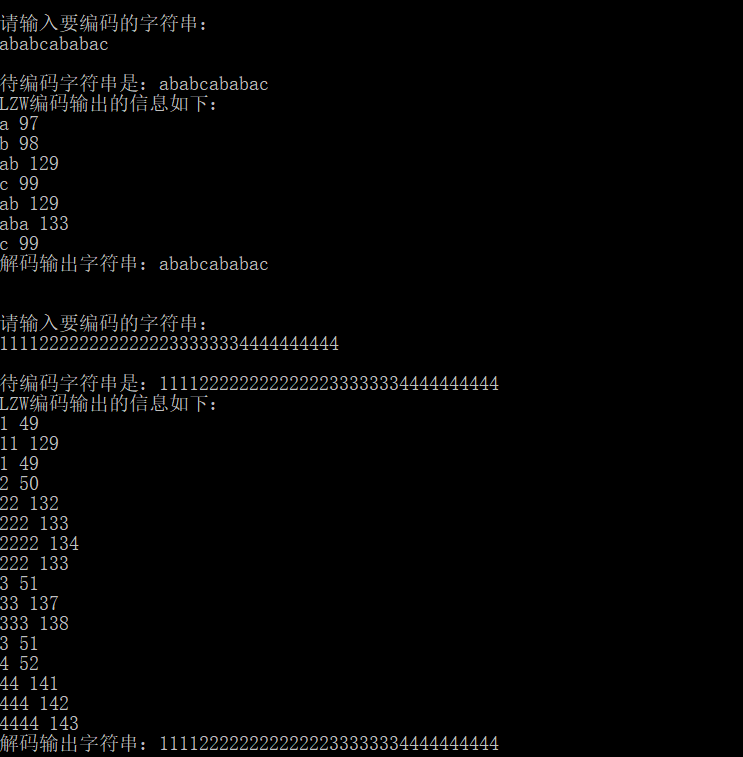 请输入要编码的字符串：
ababcababac
待编码字符串是：ababcababac
LZW编码输出的信息如下：
a 97
b 98
ab 129
c 99
ab 129
aba 133
c 99
解码输出字符串：ababcababac
请输入要编码的字符串：
1111222222222222233333334444444444
待编码字符串是：1111222222222222233333334444444444
LZW编码输出的信息如下：
1 49
11 129
1 49
2 50
22 132
222 133
2222 134
222 133
3 51
33 137
333 138
3 51
4 52
44 141
444 142
4444 143
解码输出字符串：1111222222222222233333334444444444